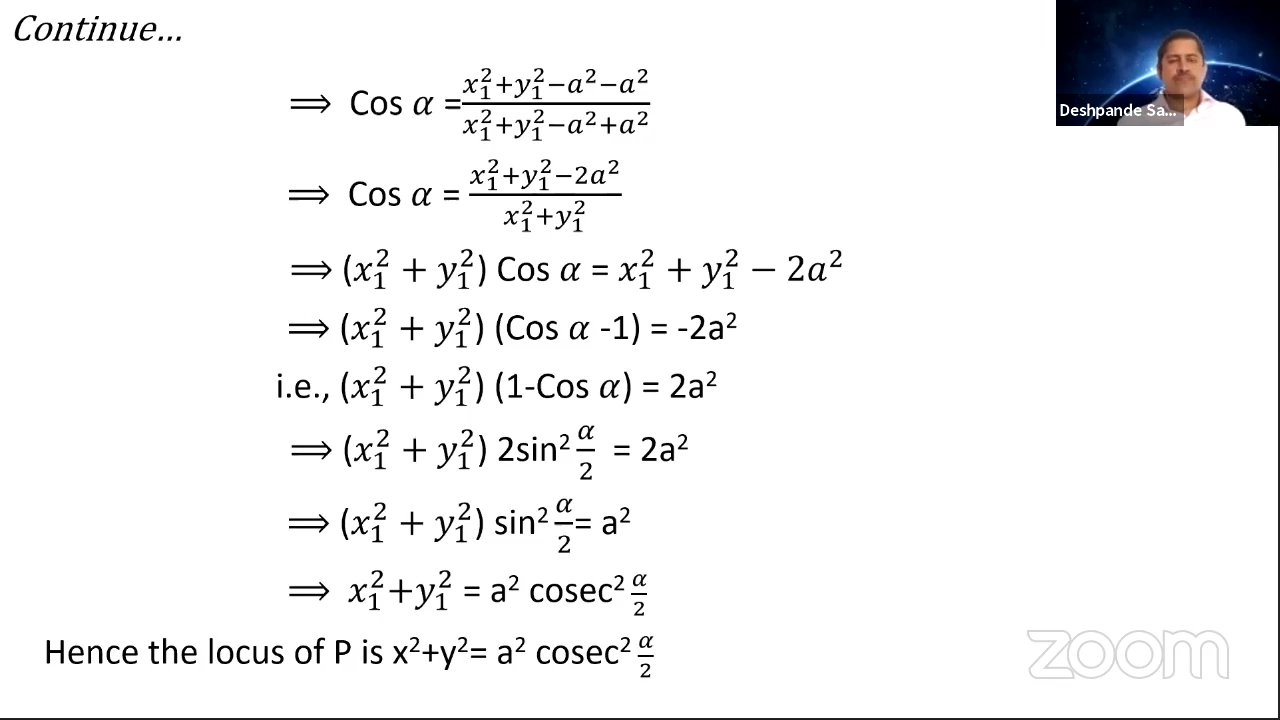 Continue...
⟹ Cos α = (x₁²+y₁²−a²−a²)/(x₁²+y₁²−a²+a²)
Deshpande Sa...
⟹ Cos α = (x₁²+y₁²−2a²)/(x₁²+y₁²)
⟹ (x₁² + y₁²) Cos α = x₁² + y₁² − 2a²
⟹ (x₁² + y₁²) (Cos α -1) = -2a²
i.e., (x₁² + y₁²) (1-Cos α) = 2a²
⟹ (x₁² + y₁²) 2sin² α/2 = 2a²
⟹ (x₁² + y₁²) sin² α/2 = a²
⟹ x₁²+y₁² = a² cosec² α/2
Hence the locus of P is x²+y²= a² cosec² α/2
zoom